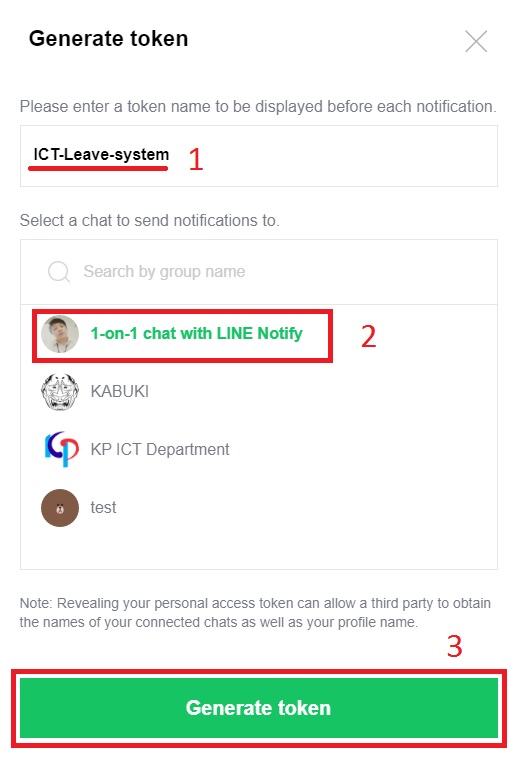 Generate token
Please enter a token name to be displayed before each notification.
ICT-Leave-system 1
Select a chat to send notifications to.
Search by group name
1-on-1 chat with LINE Notify 2
KABUKI
KP KP ICT Department
test
Note: Revealing your personal access token can allow a third party to obtain
the names of your connected chats as well as your profile name.
3
Generate token